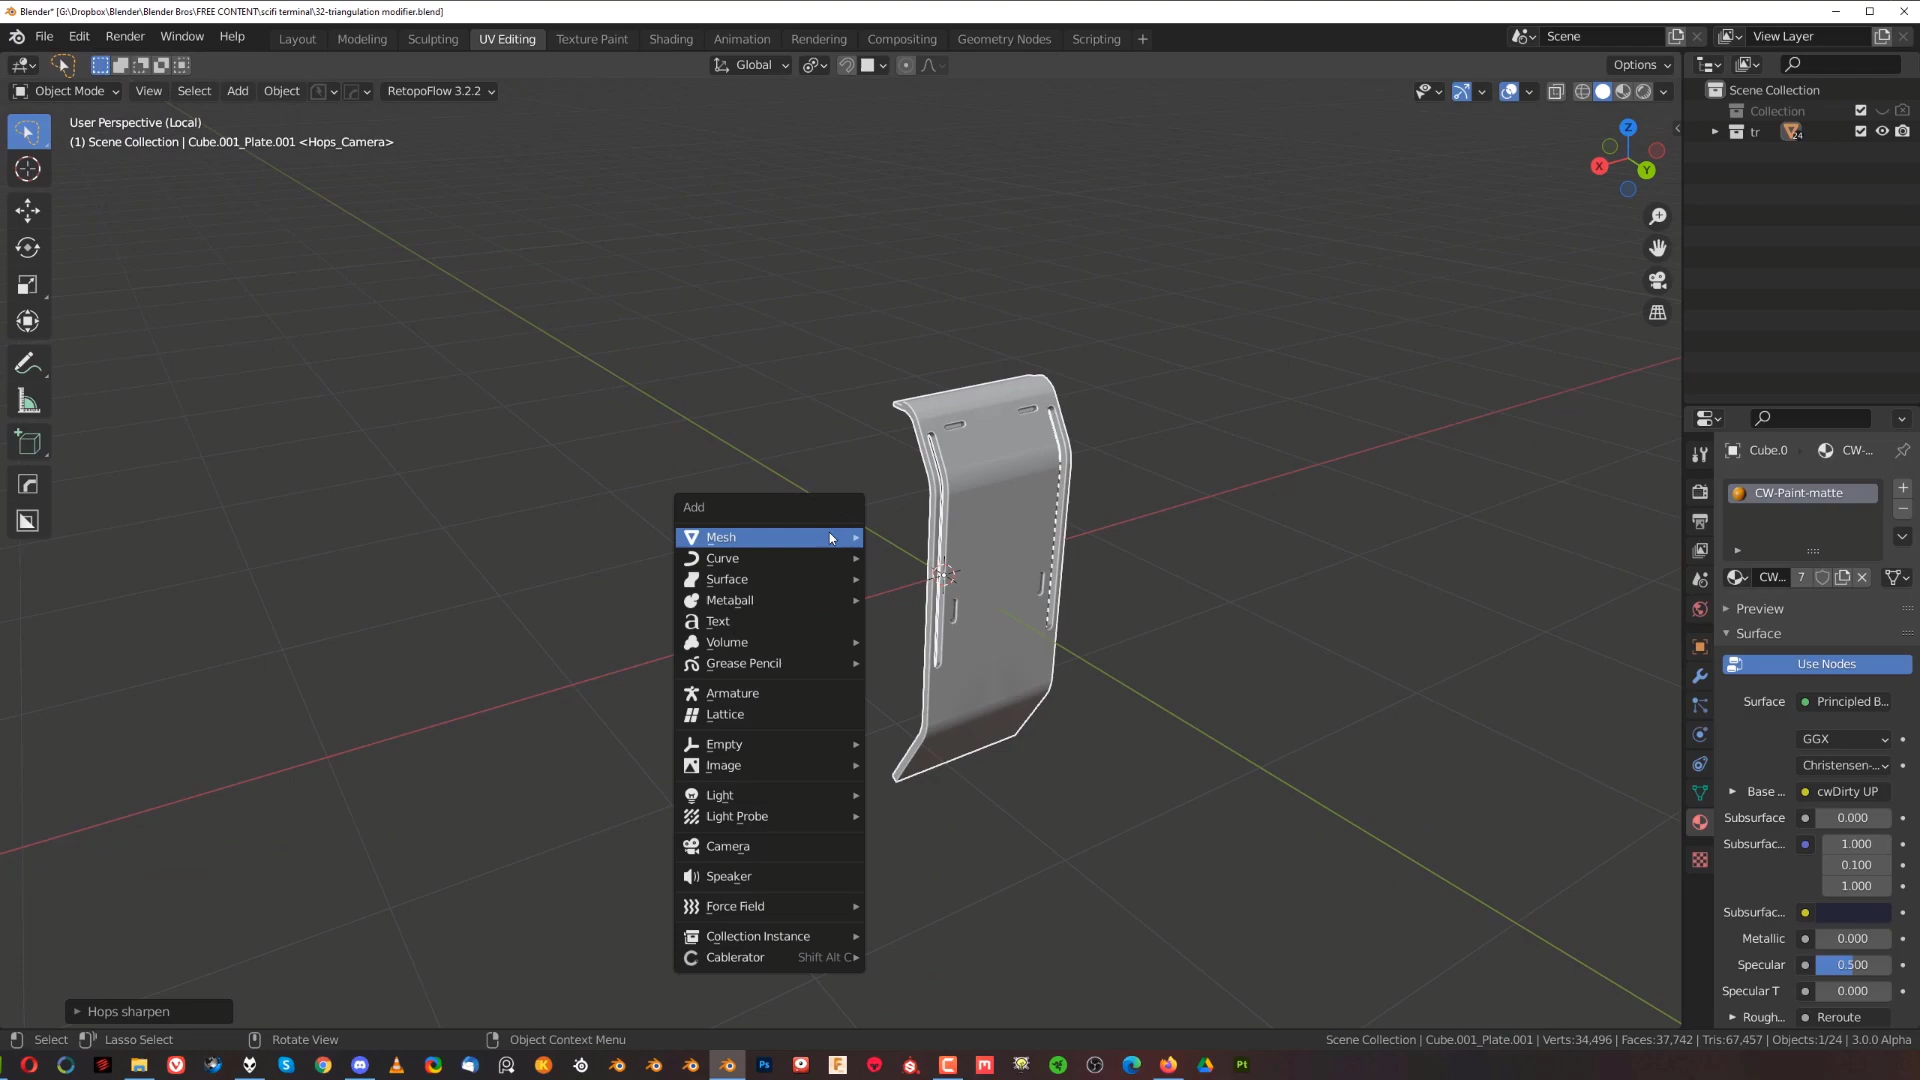 Blender* [G:\Dropbox\Blender\Blender Bros\FREE CONTENT\scifi terminal\32-triangulation modifier.blend]
File Edit Render Window Help
Layout Modeling Sculpting UV Editing Texture Paint Shading Animation Rendering Compositing Geometry Nodes Scripting +
Scene View Layer
Global Options
Object Mode View Select Add Object RetopoFlow 3.2.2
Scene Collection
Collection
tr 24
User Perspective (Local)
(1) Scene Collection | Cube.001_Plate.001 <Hops_Camera>
Z
X Y
Add
Mesh
Curve
Surface
Metaball
Text
Volume
Grease Pencil
Armature
Lattice
Empty
Image
Light
Light Probe
Camera
Speaker
Force Field
Collection Instance
Cablerator Shift Alt C
Cube.0 CW-...
CW-Paint-matte
CW... 7
Preview
Surface
Use Nodes
Surface Principled B...
GGX
Christensen-...
Base ... cwDirty UP
Subsurface 0.000
Subsurfac... 1.000
0.100
1.000
Subsurfac...
Metallic 0.000
Specular 0.500
Specular T 0.000
Rough... Reroute
Hops sharpen
Select Lasso Select Rotate View Object Context Menu
Scene Collection | Cube.001_Plate.001 | Verts:34,496 | Faces:37,742 | Tris:67,457 | Objects:1/24 | 3.0.0 Alpha
Ps F C M Pt